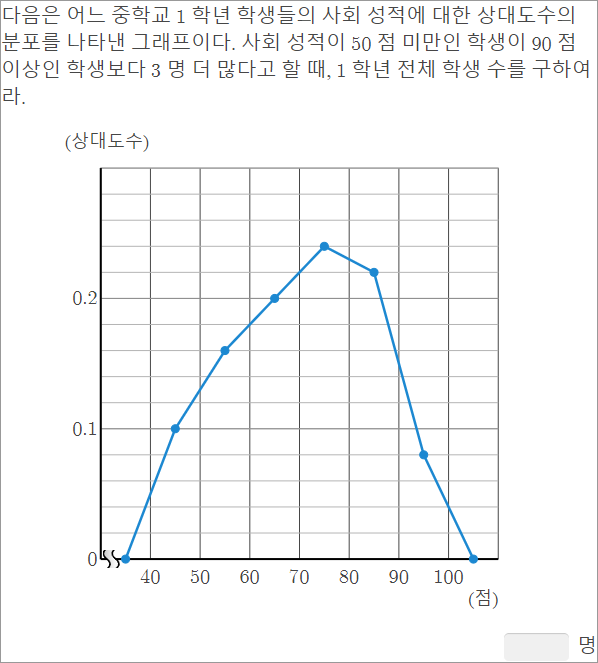 다음은 어느 중학교 1 학년 학생들의 사회 성적에 대한 상대도수의
분포를 나타낸 그래프이다. 사회 성적이 50 점 미만인 학생이 90 점
이상인 학생보다 3 명 더 많다고 할 때, 1 학년 전체 학생 수를 구하여
라.
(상대도수)
0.2
0.1
0
40 50 60 70 80 90 100
(점)
명